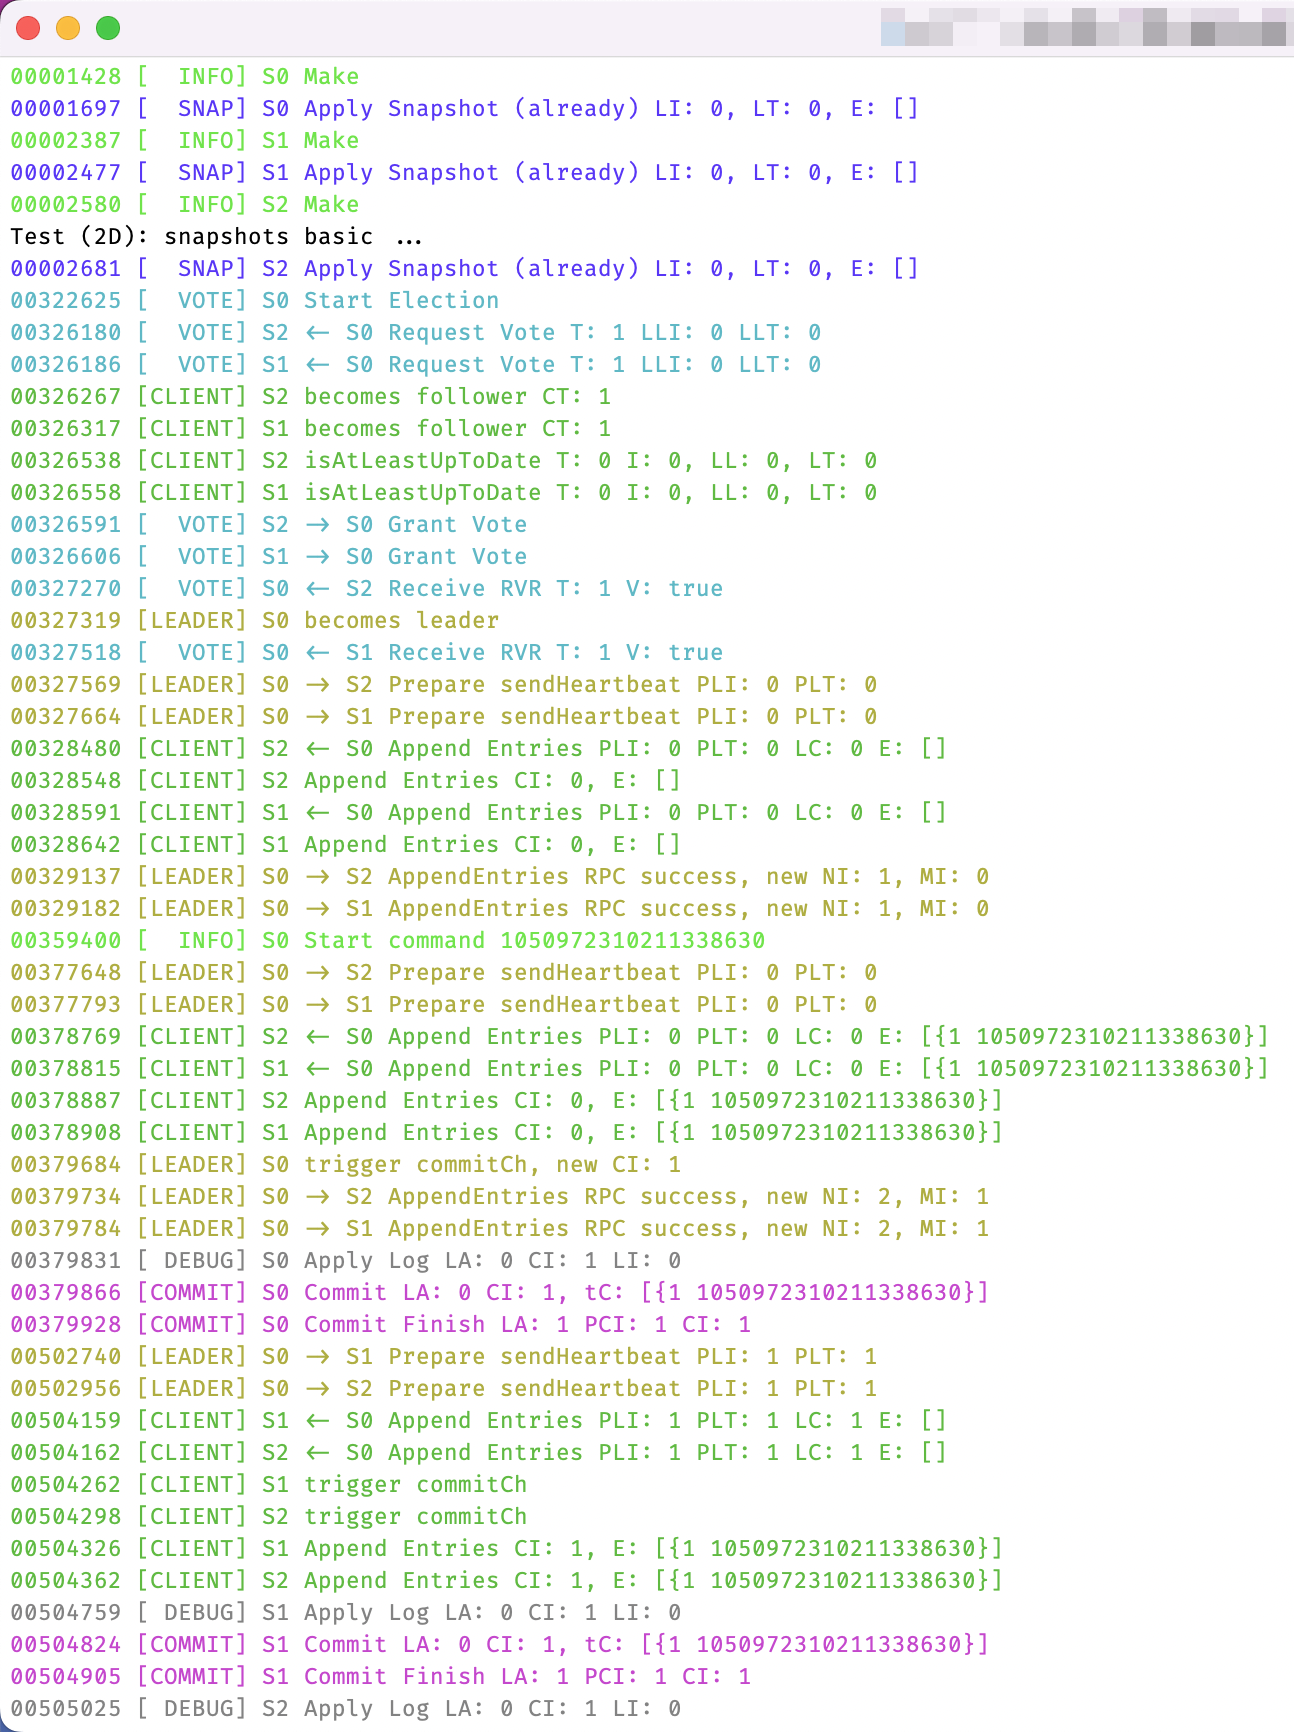 00001428 [  INFO] S0 Make
00001697 [  SNAP] S0 Apply Snapshot (already) LI: 0, LT: 0, E: []
00002387 [  INFO] S1 Make
00002477 [  SNAP] S1 Apply Snapshot (already) LI: 0, LT: 0, E: []
00002580 [  INFO] S2 Make
Test (2D): snapshots basic ...
00002681 [  SNAP] S2 Apply Snapshot (already) LI: 0, LT: 0, E: []
00322625 [  VOTE] S0 Start Election
00326180 [  VOTE] S2 <- S0 Request Vote T: 1 LLI: 0 LLT: 0
00326186 [  VOTE] S1 <- S0 Request Vote T: 1 LLI: 0 LLT: 0
00326267 [CLIENT] S2 becomes follower CT: 1
00326317 [CLIENT] S1 becomes follower CT: 1
00326538 [CLIENT] S2 isAtLeastUpToDate T: 0 I: 0, LL: 0, LT: 0
00326558 [CLIENT] S1 isAtLeastUpToDate T: 0 I: 0, LL: 0, LT: 0
00326591 [  VOTE] S2 -> S0 Grant Vote
00326606 [  VOTE] S1 -> S0 Grant Vote
00327270 [  VOTE] S0 <- S2 Receive RVR T: 1 V: true
00327319 [LEADER] S0 becomes leader
00327518 [  VOTE] S0 <- S1 Receive RVR T: 1 V: true
00327569 [LEADER] S0 -> S2 Prepare sendHeartbeat PLI: 0 PLT: 0
00327664 [LEADER] S0 -> S1 Prepare sendHeartbeat PLI: 0 PLT: 0
00328480 [CLIENT] S2 <- S0 Append Entries PLI: 0 PLT: 0 LC: 0 E: []
00328548 [CLIENT] S2 Append Entries CI: 0, E: []
00328591 [CLIENT] S1 <- S0 Append Entries PLI: 0 PLT: 0 LC: 0 E: []
00328642 [CLIENT] S1 Append Entries CI: 0, E: []
00329137 [LEADER] S0 -> S2 AppendEntries RPC success, new NI: 1, MI: 0
00329182 [LEADER] S0 -> S1 AppendEntries RPC success, new NI: 1, MI: 0
00359400 [  INFO] S0 Start command 1050972310211338630
00377648 [LEADER] S0 -> S2 Prepare sendHeartbeat PLI: 0 PLT: 0
00377793 [LEADER] S0 -> S1 Prepare sendHeartbeat PLI: 0 PLT: 0
00378769 [CLIENT] S2 <- S0 Append Entries PLI: 0 PLT: 0 LC: 0 E: [{1 1050972310211338630}]
00378815 [CLIENT] S1 <- S0 Append Entries PLI: 0 PLT: 0 LC: 0 E: [{1 1050972310211338630}]
00378887 [CLIENT] S2 Append Entries CI: 0, E: [{1 1050972310211338630}]
00378908 [CLIENT] S1 Append Entries CI: 0, E: [{1 1050972310211338630}]
00379684 [LEADER] S0 trigger commitCh, new CI: 1
00379734 [LEADER] S0 -> S2 AppendEntries RPC success, new NI: 2, MI: 1
00379784 [LEADER] S0 -> S1 AppendEntries RPC success, new NI: 2, MI: 1
00379831 [ DEBUG] S0 Apply Log LA: 0 CI: 1 LI: 0
00379866 [COMMIT] S0 Commit LA: 0 CI: 1, tC: [{1 1050972310211338630}]
00379928 [COMMIT] S0 Commit Finish LA: 1 PCI: 1 CI: 1
00502740 [LEADER] S0 -> S1 Prepare sendHeartbeat PLI: 1 PLT: 1
00502956 [LEADER] S0 -> S2 Prepare sendHeartbeat PLI: 1 PLT: 1
00504159 [CLIENT] S1 <- S0 Append Entries PLI: 1 PLT: 1 LC: 1 E: []
00504162 [CLIENT] S2 <- S0 Append Entries PLI: 1 PLT: 1 LC: 1 E: []
00504262 [CLIENT] S1 trigger commitCh
00504298 [CLIENT] S2 trigger commitCh
00504326 [CLIENT] S1 Append Entries CI: 1, E: [{1 1050972310211338630}]
00504362 [CLIENT] S2 Append Entries CI: 1, E: [{1 1050972310211338630}]
00504759 [ DEBUG] S1 Apply Log LA: 0 CI: 1 LI: 0
00504824 [COMMIT] S1 Commit LA: 0 CI: 1, tC: [{1 1050972310211338630}]
00504905 [COMMIT] S1 Commit Finish LA: 1 PCI: 1 CI: 1
00505025 [ DEBUG] S2 Apply Log LA: 0 CI: 1 LI: 0